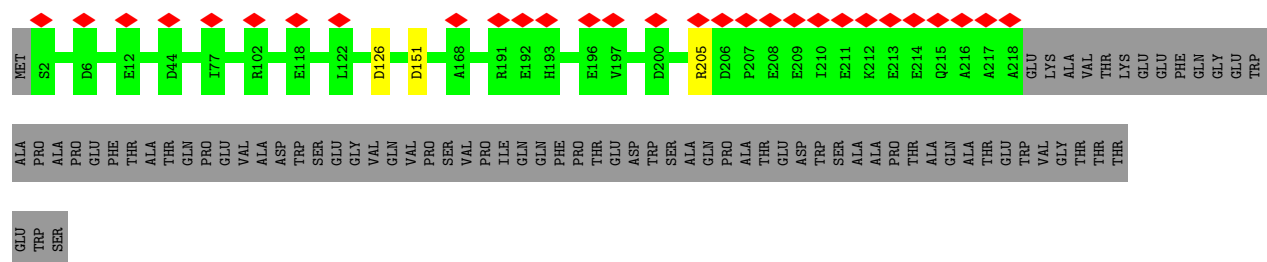 MET S2 D6 E12 D44 I77 R102 E118 L122 D126 D151 A168 R191 E192 H193 E196 V197 D200 R205 D206 P207 E208 E209 I210 E211 K212 E213 E214 Q215 A216 A217 A218 GLU LYS ALA VAL THR LYS GLU GLU PHE GLN GLY GLU TRP
ALA PRO ALA PRO GLU PHE THR ALA THR GLN PRO GLU VAL ALA ASP TRP SER GLU GLY VAL GLN VAL PRO SER VAL PRO ILE GLN GLN PHE PRO THR GLU ASP TRP SER ALA GLN PRO ALA THR GLU ASP TRP SER ALA ALA PRO THR ALA GLN ALA THR GLU TRP VAL GLY THR THR THR
GLU TRP SER